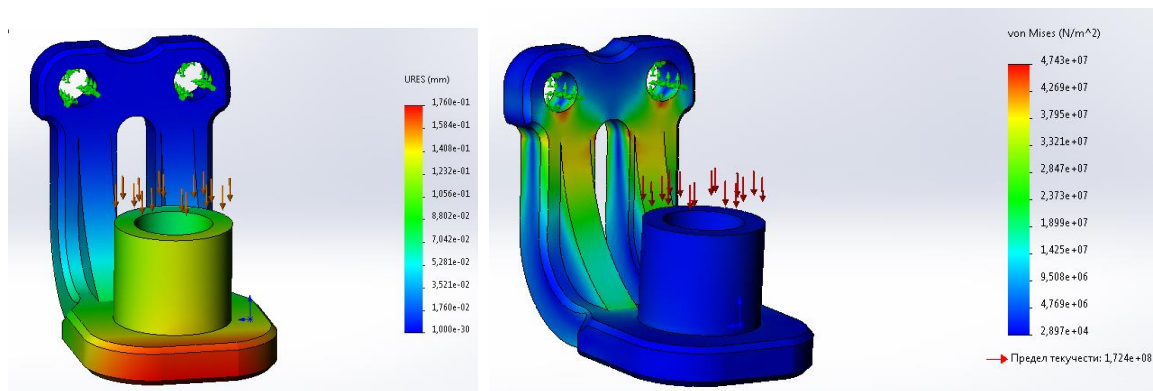 URES (mm)
1,760e-01
1,584e-01
1,408e-01
1,232e-01
1,056e-01
8,802e-02
7,042e-02
5,281e-02
3,521e-02
1,760e-02
1,000e-30
von Mises (N/m^2)
4,743e+07
4,269e+07
3,795e+07
3,321e+07
2,847e+07
2,373e+07
1,899e+07
1,425e+07
9,508e+06
4,769e+06
2,897e+04
Предел текучести: 1,724e+08